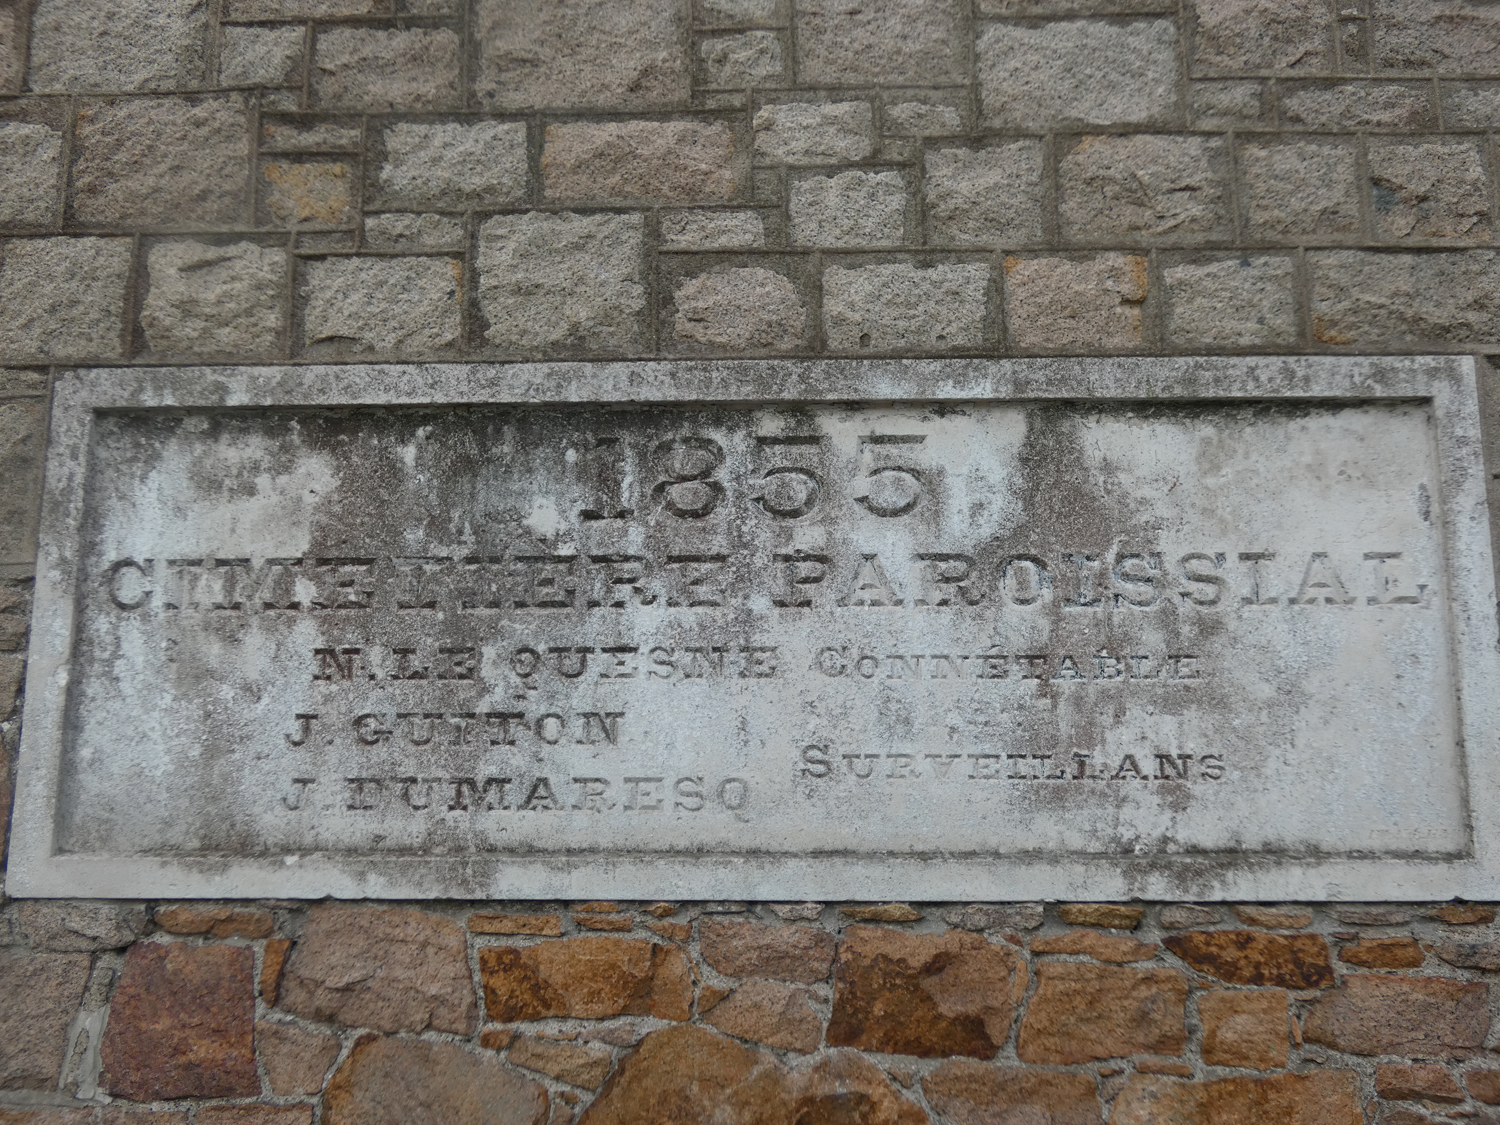 1855
CIMETIERE PAROISSIAL
N. LE QUESNE CONNÉTABLE
J. GUITON
SURVEILLANS
J. DUMARESQ